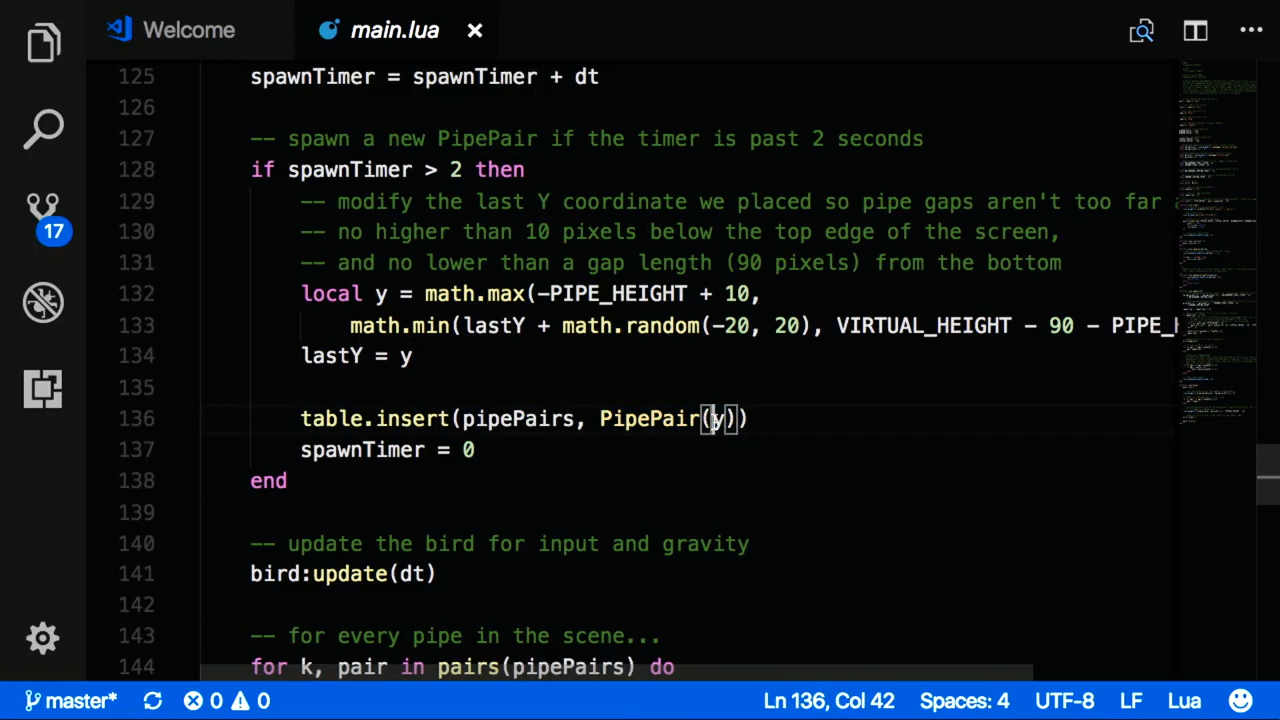 Welcome
main.lua
125 spawnTimer = spawnTimer + dt
126
127 -- spawn a new PipePair if the timer is past 2 seconds
128 if spawnTimer > 2 then
129 -- modify the last Y coordinate we placed so pipe gaps aren't too far a
130 -- no higher than 10 pixels below the top edge of the screen,
131 -- and no lower than a gap length (90 pixels) from the bottom
132 local y = math.max(-PIPE_HEIGHT + 10,
133 math.min(lastY + math.random(-20, 20), VIRTUAL_HEIGHT - 90 - PIPE_H
134 lastY = y
135
136 table.insert(pipePairs, PipePair(y))
137 spawnTimer = 0
138 end
139
140 -- update the bird for input and gravity
141 bird:update(dt)
142
143 -- for every pipe in the scene...
144 for k, pair in pairs(pipePairs) do
17
master* 0 0 Ln 136, Col 42 Spaces: 4 UTF-8 LF Lua